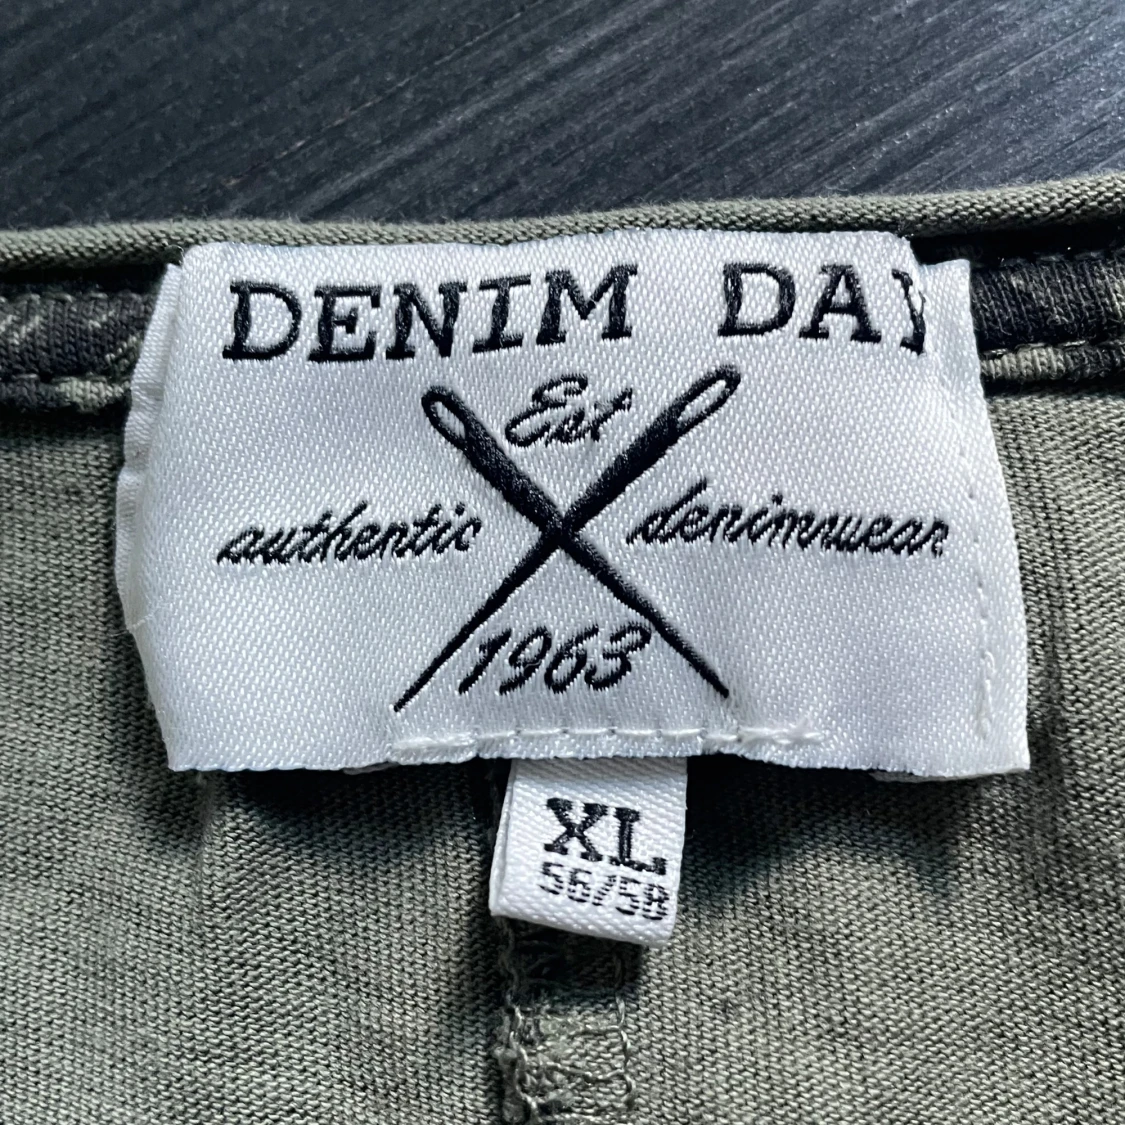 DENIM DAY
Est
authentic denimwear
1963
XL
56/58